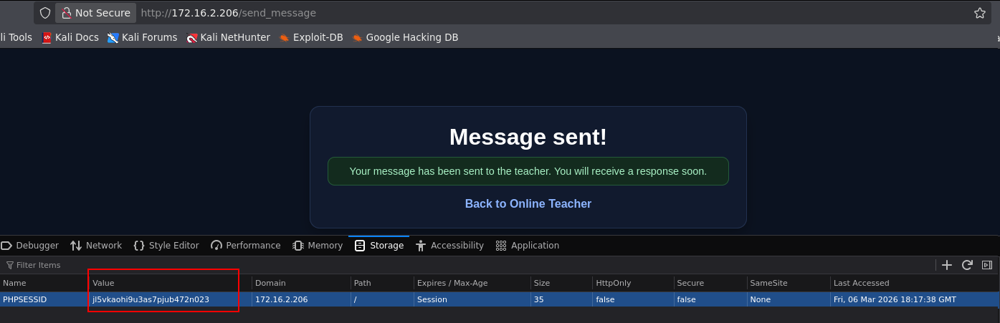 Not Secure http://172.16.2.206/send_message
li Tools Kali Docs Kali Forums Kali NetHunter Exploit-DB Google Hacking DB
Message sent!
Your message has been sent to the teacher. You will receive a response soon.
Back to Online Teacher
Debugger Network Style Editor Performance Memory Storage Accessibility Application
Filter Items
Name Value Domain Path Expires / Max-Age Size HttpOnly Secure SameSite Last Accessed
PHPSESSID jl5vkaohi9u3as7pjub472n023 172.16.2.206 / Session 35 false false None Fri, 06 Mar 2026 18:17:38 GMT